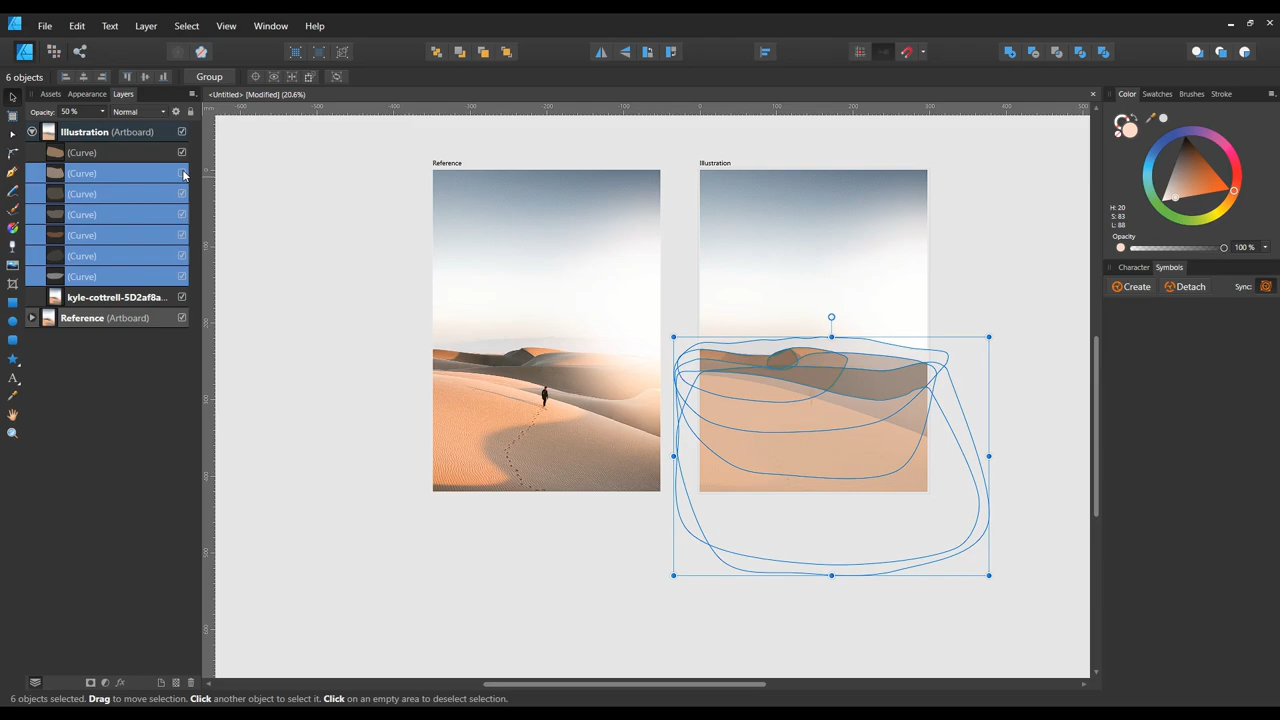 File Edit Text Layer Select View Window Help
6 objects Group
Assets Appearance Layers
<Untitled> [Modified] (20.6%)
Opacity: 50 % Normal
mm
Illustration (Artboard)
(Curve)
(Curve)
(Curve)
(Curve)
(Curve)
(Curve)
(Curve)
kyle-cottrell-5D2af8a...
Reference (Artboard)
Reference
Illustration
Color Swatches Brushes Stroke
H: 20
S: 83
L: 88
Opacity
100 %
Character Symbols
Create Detach Sync:
6 objects selected. Drag to move selection. Click another object to select it. Click on an empty area to deselect selection.